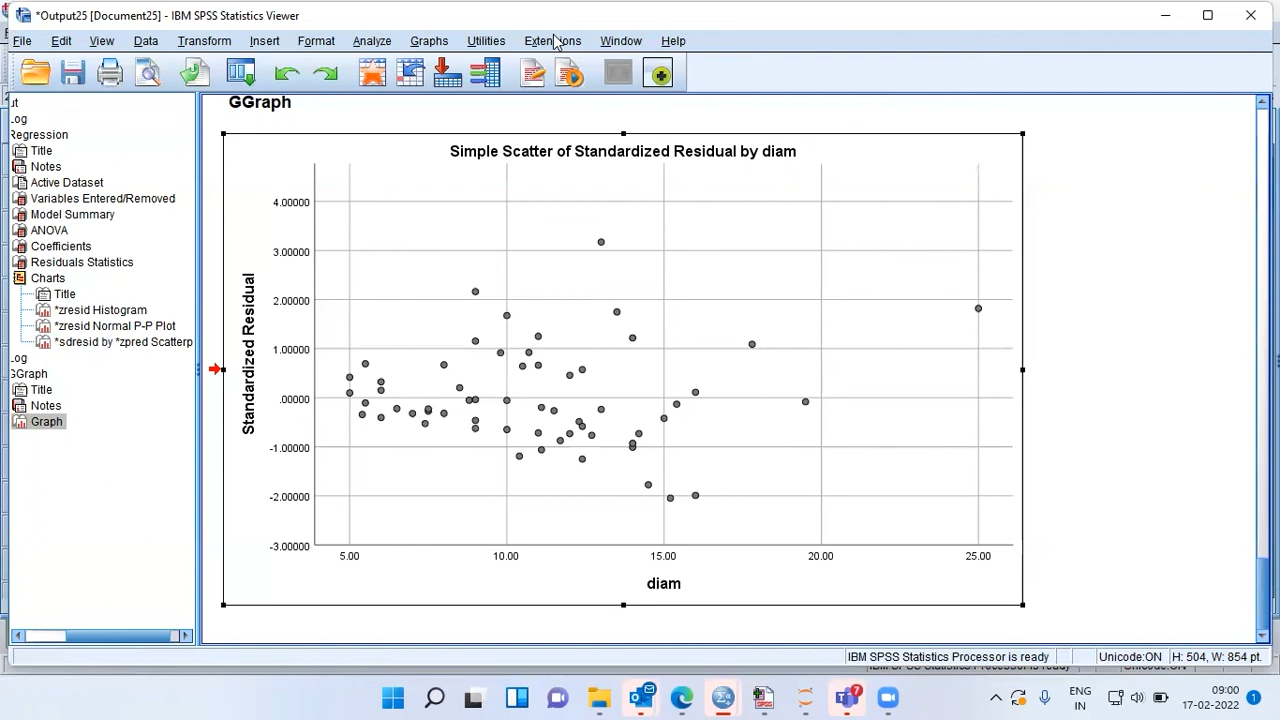 *Output25 [Document25] - IBM SPSS Statistics Viewer
File Edit View Data Transform Insert Format Analyze Graphs Utilities Extensions Window Help
ut
.og
Regression
Title
Notes
Active Dataset
Variables Entered/Removed
Model Summary
ANOVA
Coefficients
Residuals Statistics
Charts
Title
*zresid Histogram
*zresid Normal P-P Plot
*sdresid by *zpred Scatterp
.og
GGraph
Title
Notes
Graph
GGraph
Simple Scatter of Standardized Residual by diam
Standardized Residual
4.00000
3.00000
2.00000
1.00000
.00000
-1.00000
-2.00000
-3.00000
5.00 10.00 15.00 20.00 25.00
diam
IBM SPSS Statistics Processor is ready Unicode:ON H: 504, W: 854 pt.
7
ENG
IN
09:00
17-02-2022
1